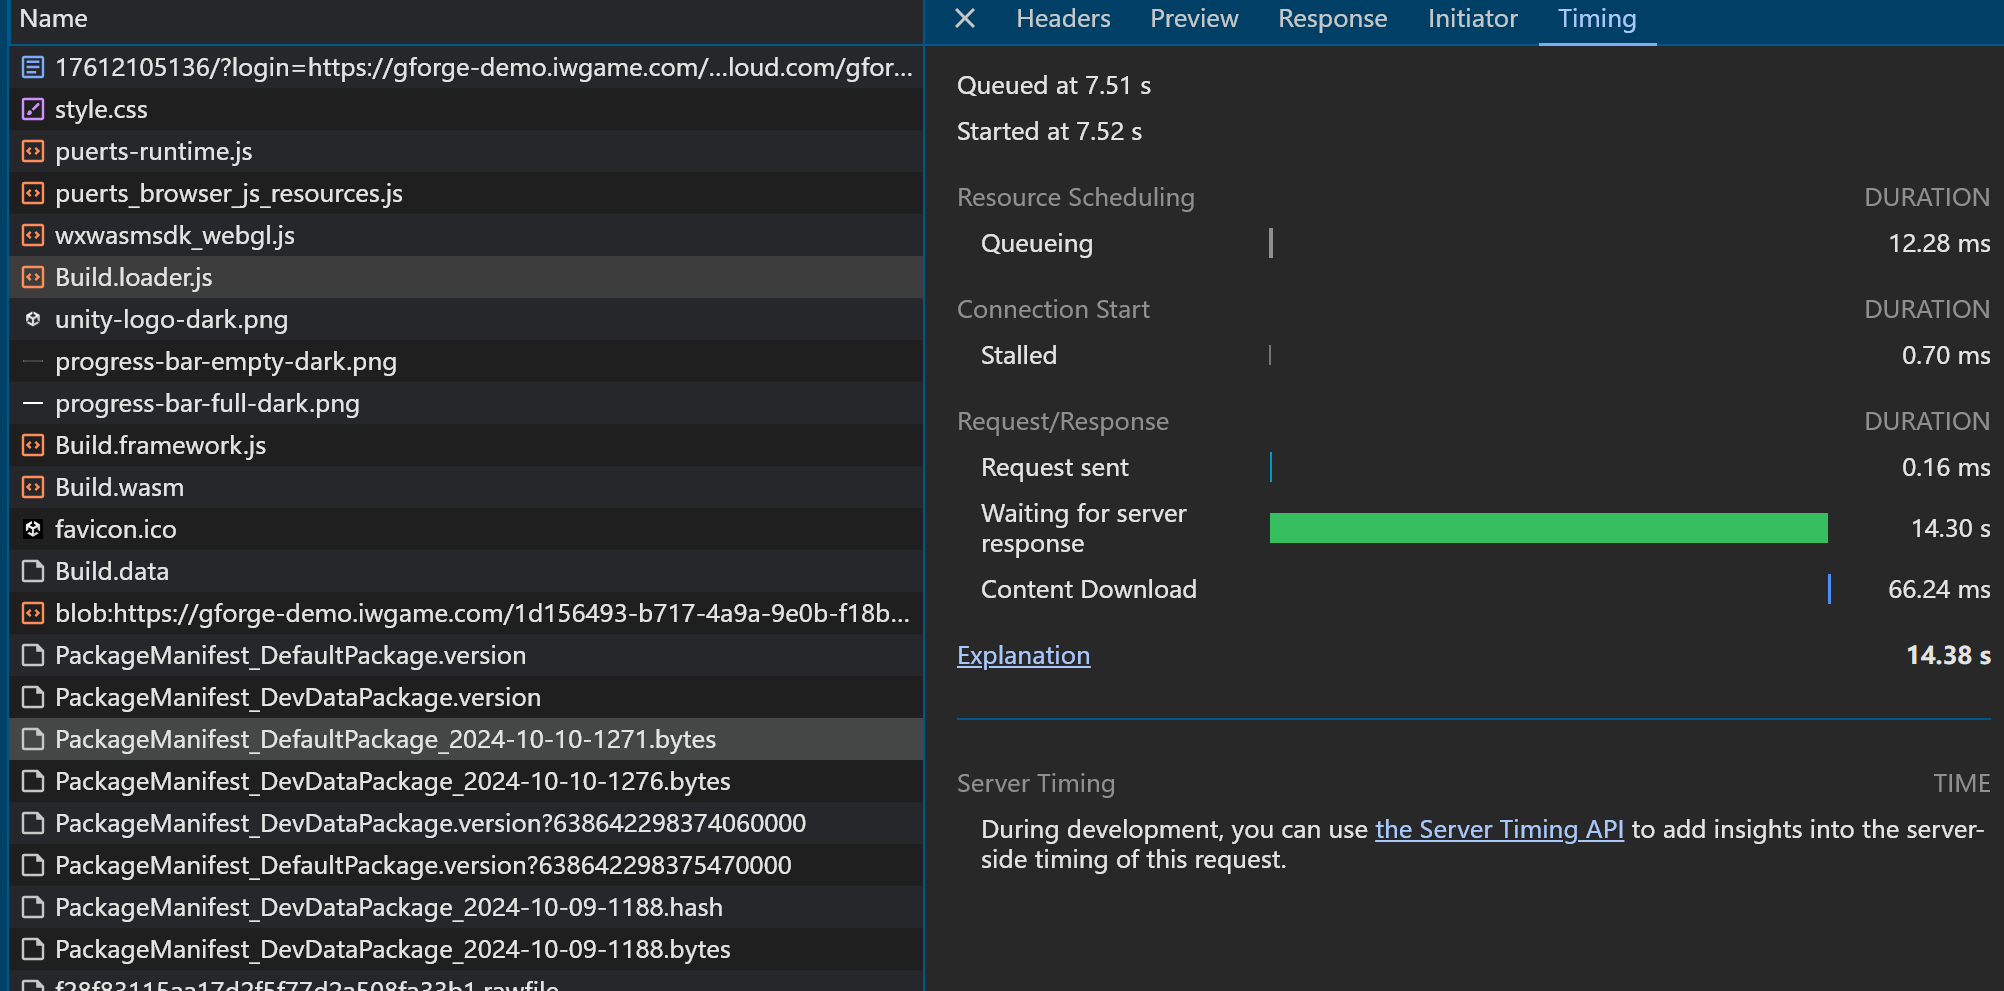 Name
17612105136/?login=https://gforge-demo.iwgame.com/...loud.com/gfor...
style.css
puerts-runtime.js
puerts_browser_js_resources.js
wxwasmsdk_webgl.js
Build.loader.js
unity-logo-dark.png
progress-bar-empty-dark.png
progress-bar-full-dark.png
Build.framework.js
Build.wasm
favicon.ico
Build.data
blob:https://gforge-demo.iwgame.com/1d156493-b717-4a9a-9e0b-f18b...
PackageManifest_DefaultPackage.version
PackageManifest_DevDataPackage.version
PackageManifest_DefaultPackage_2024-10-10-1271.bytes
PackageManifest_DevDataPackage_2024-10-10-1276.bytes
PackageManifest_DevDataPackage.version?638642298374060000
PackageManifest_DefaultPackage.version?638642298375470000
PackageManifest_DevDataPackage_2024-10-09-1188.hash
PackageManifest_DevDataPackage_2024-10-09-1188.bytes
Headers Preview Response Initiator Timing
Queued at 7.51 s
Started at 7.52 s
Resource Scheduling DURATION
Queueing 12.28 ms
Connection Start DURATION
Stalled 0.70 ms
Request/Response DURATION
Request sent 0.16 ms
Waiting for server
response 14.30 s
Content Download 66.24 ms
Explanation 14.38 s
Server Timing TIME
During development, you can use the Server Timing API to add insights into the server-
side timing of this request.